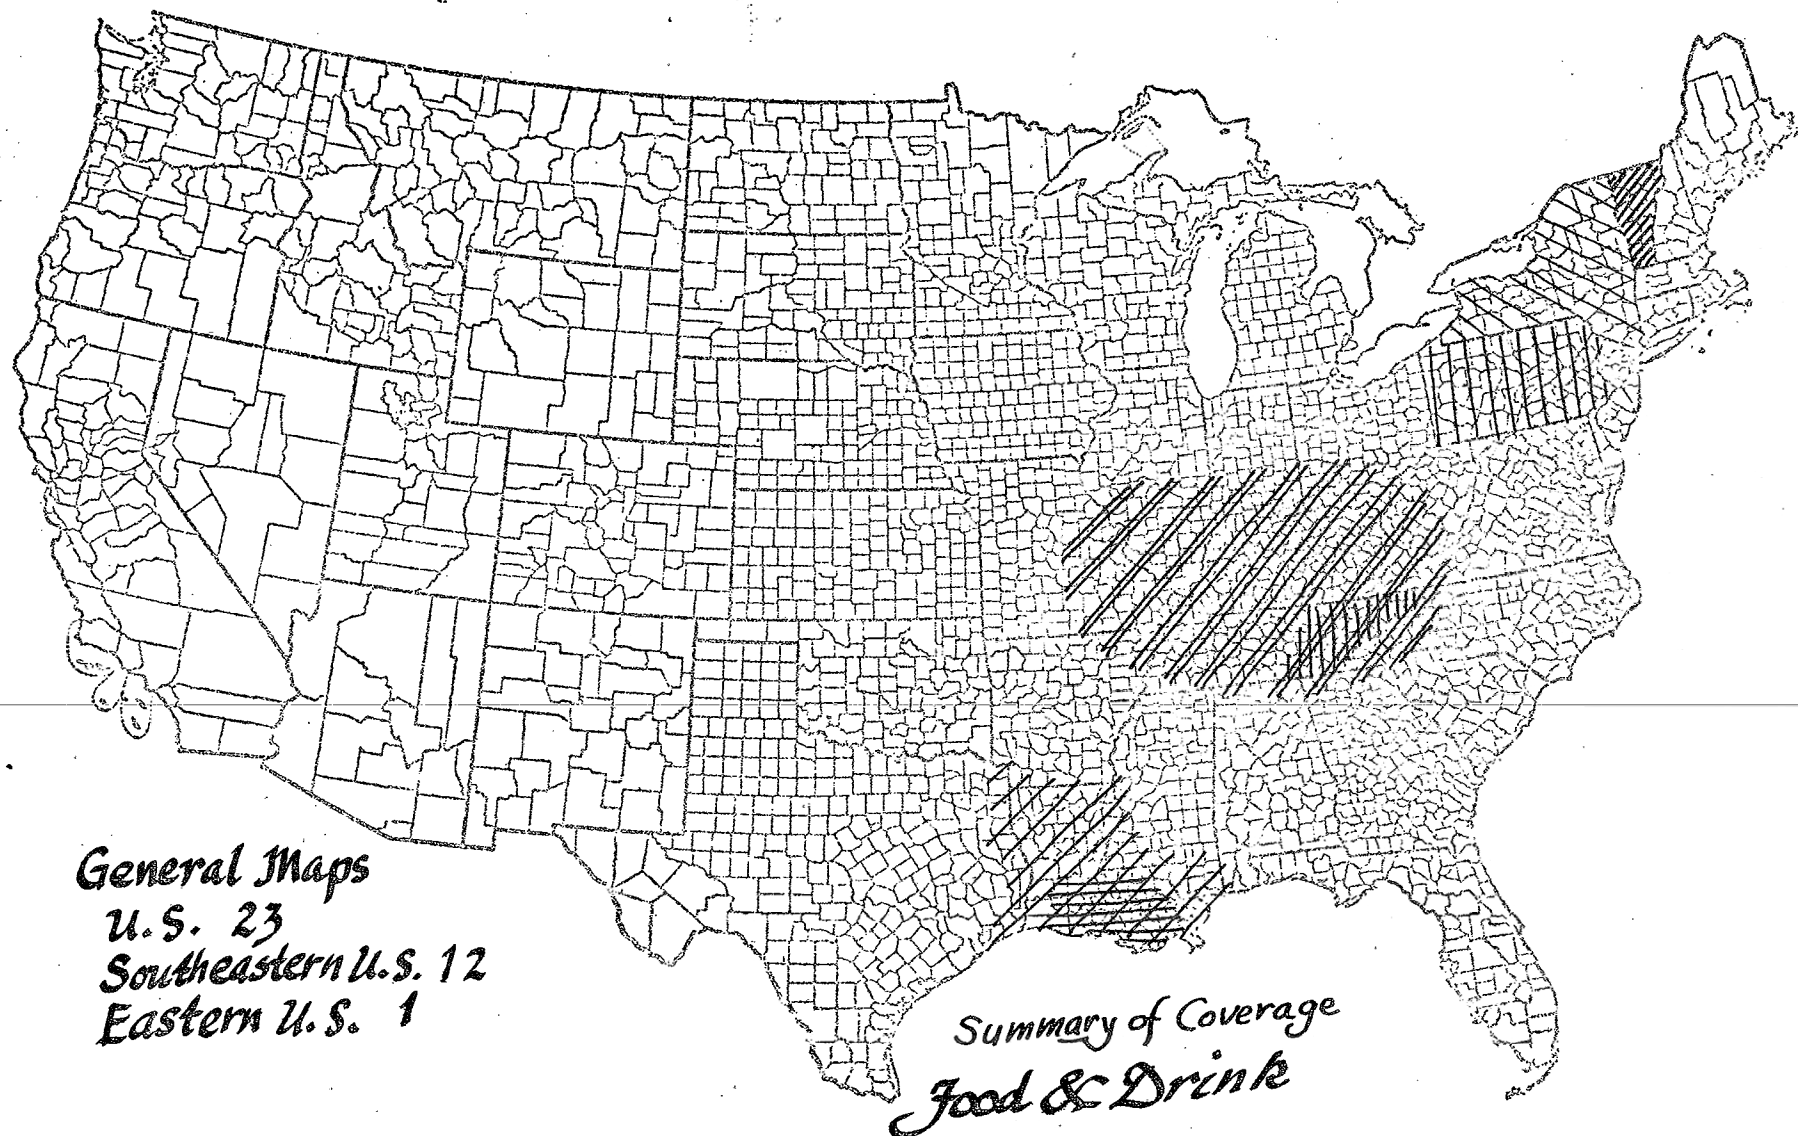 General Maps
U.S. 23
Southeastern U.S. 12
Eastern U.S. 1
Summary of Coverage
Food & Drink